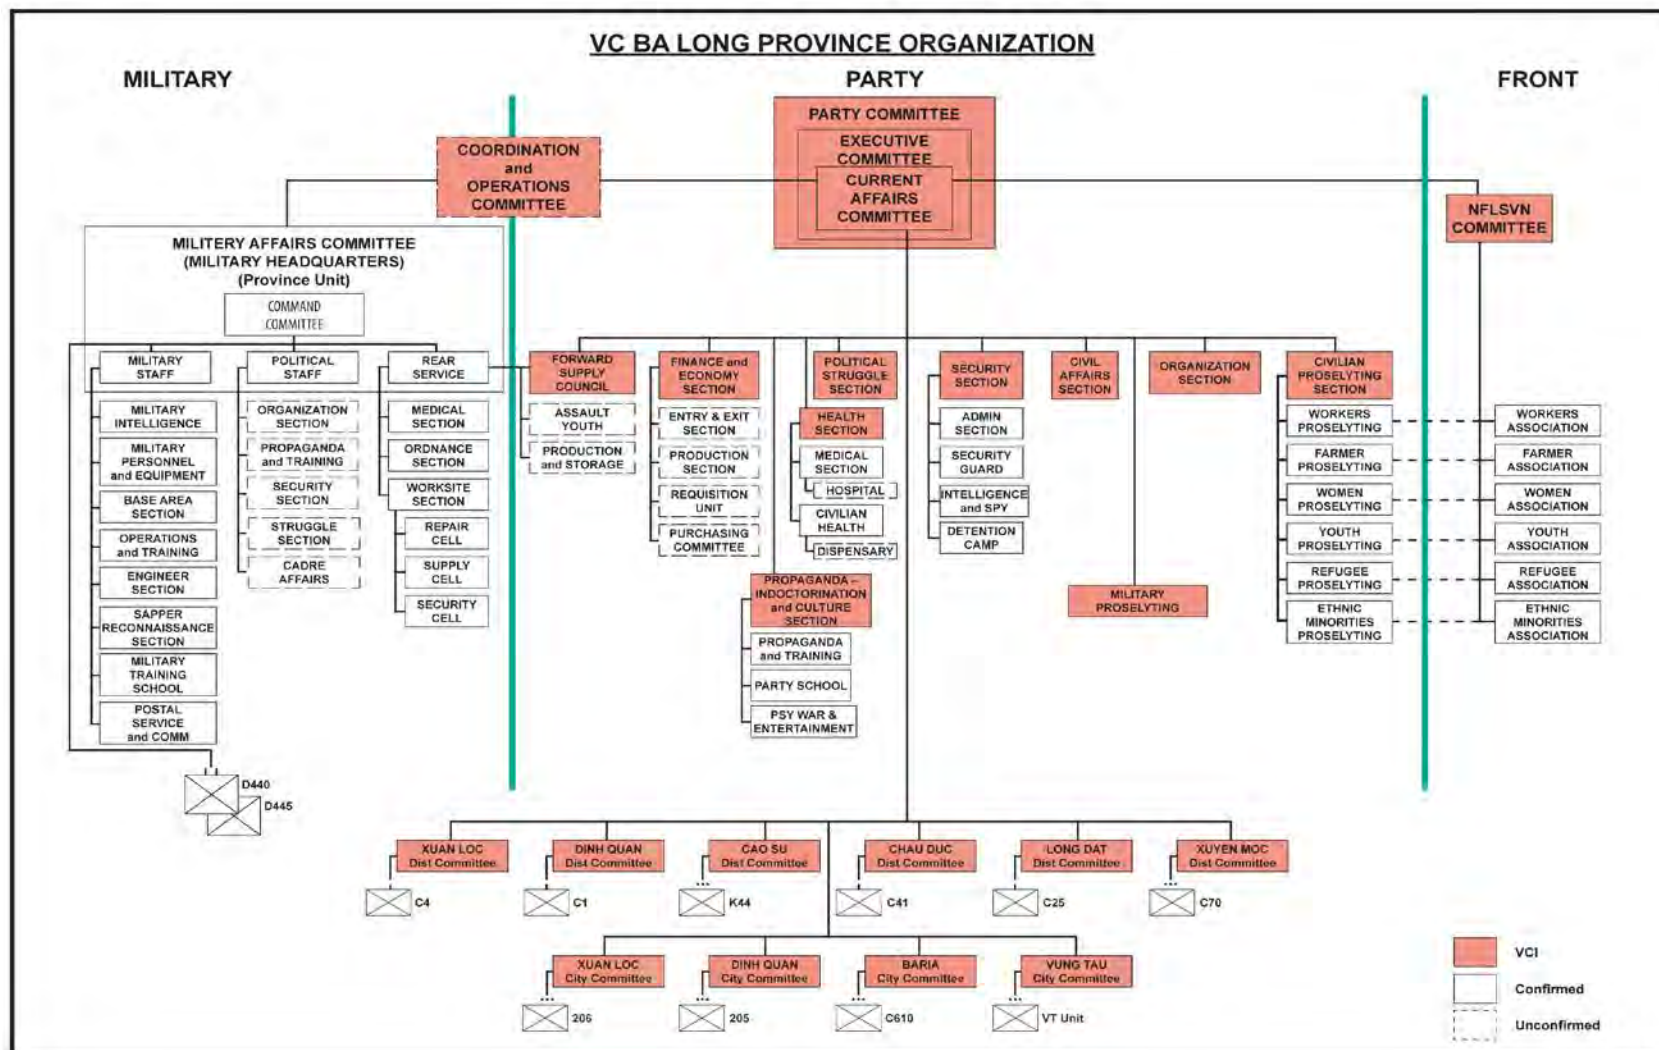 VC BA LONG PROVINCE ORGANIZATION
MILITARY
PARTY
FRONT
PARTY COMMITTEE
EXECUTIVE
COMMITTEE
CURRENT
AFFAIRS
COMMITTEE
COORDINATION
and
OPERATIONS
COMMITTEE
NFLSVN
COMMITTEE
MILITERY AFFAIRS COMMITTEE
(MILITARY HEADQUARTERS)
(Province Unit)
COMMAND
COMMITTEE
MILITARY
STAFF
MILITARY
INTELLIGENCE
MILITARY
PERSONNEL
and EQUIPMENT
BASE AREA
SECTION
OPERATIONS
and TRAINING
ENGINEER
SECTION
SAPPER
RECONNAISSANCE
SECTION
MILITARY
TRAINING
SCHOOL
POSTAL
SERVICE
and COMM
D440
D445
POLITICAL
STAFF
ORGANIZATION
SECTION
PROPAGANDA
and TRAINING
SECURITY
SECTION
STRUGGLE
SECTION
CADRE
AFFAIRS
REAR
SERVICE
MEDICAL
SECTION
ORDNANCE
SECTION
WORKSITE
SECTION
REPAIR
CELL
SUPPLY
CELL
SECURITY
CELL
FORWARD
SUPPLY
COUNCIL
ASSAULT
YOUTH
PRODUCTION
and STORAGE
FINANCE and
ECONOMY
SECTION
ENTRY & EXIT
SECTION
PRODUCTION
SECTION
REQUISITION
UNIT
PURCHASING
COMMITTEE
POLITICAL
STRUGGLE
SECTION
HEALTH
SECTION
MEDICAL
SECTION
HOSPITAL
CIVILIAN
HEALTH
DISPENSARY
PROPAGANDA –
INDOCTORINATION
and CULTURE
SECTION
PROPAGANDA
and TRAINING
PARTY SCHOOL
PSY WAR &
ENTERTAINMENT
SECURITY
SECTION
ADMIN
SECTION
SECURITY
GUARD
INTELLIGENCE
and SPY
DETENTION
CAMP
CIVIL
AFFAIRS
SECTION
MILITARY
PROSELYTING
ORGANIZATION
SECTION
CIVILIAN
PROSELYTING
SECTION
WORKERS
PROSELYTING
FARMER
PROSELYTING
WOMEN
PROSELYTING
YOUTH
PROSELYTING
REFUGEE
PROSELYTING
ETHNIC
MINORITIES
PROSELYTING
WORKERS
ASSOCIATION
FARMER
ASSOCIATION
WOMEN
ASSOCIATION
YOUTH
ASSOCIATION
REFUGEE
ASSOCIATION
ETHNIC
MINORITIES
ASSOCIATION
XUAN LOC
Dist Committee
C4
DINH QUAN
Dist Committee
C1
CAO SU
Dist Committee
K44
CHAU DUC
Dist Committee
C41
LONG DAT
Dist Committee
C25
XUYEN MOC
Dist Committee
C70
XUAN LOC
City Committee
206
DINH QUAN
City Committee
205
BARIA
City Committee
C610
VUNG TAU
City Committee
VT Unit
VCI
Confirmed
Unconfirmed